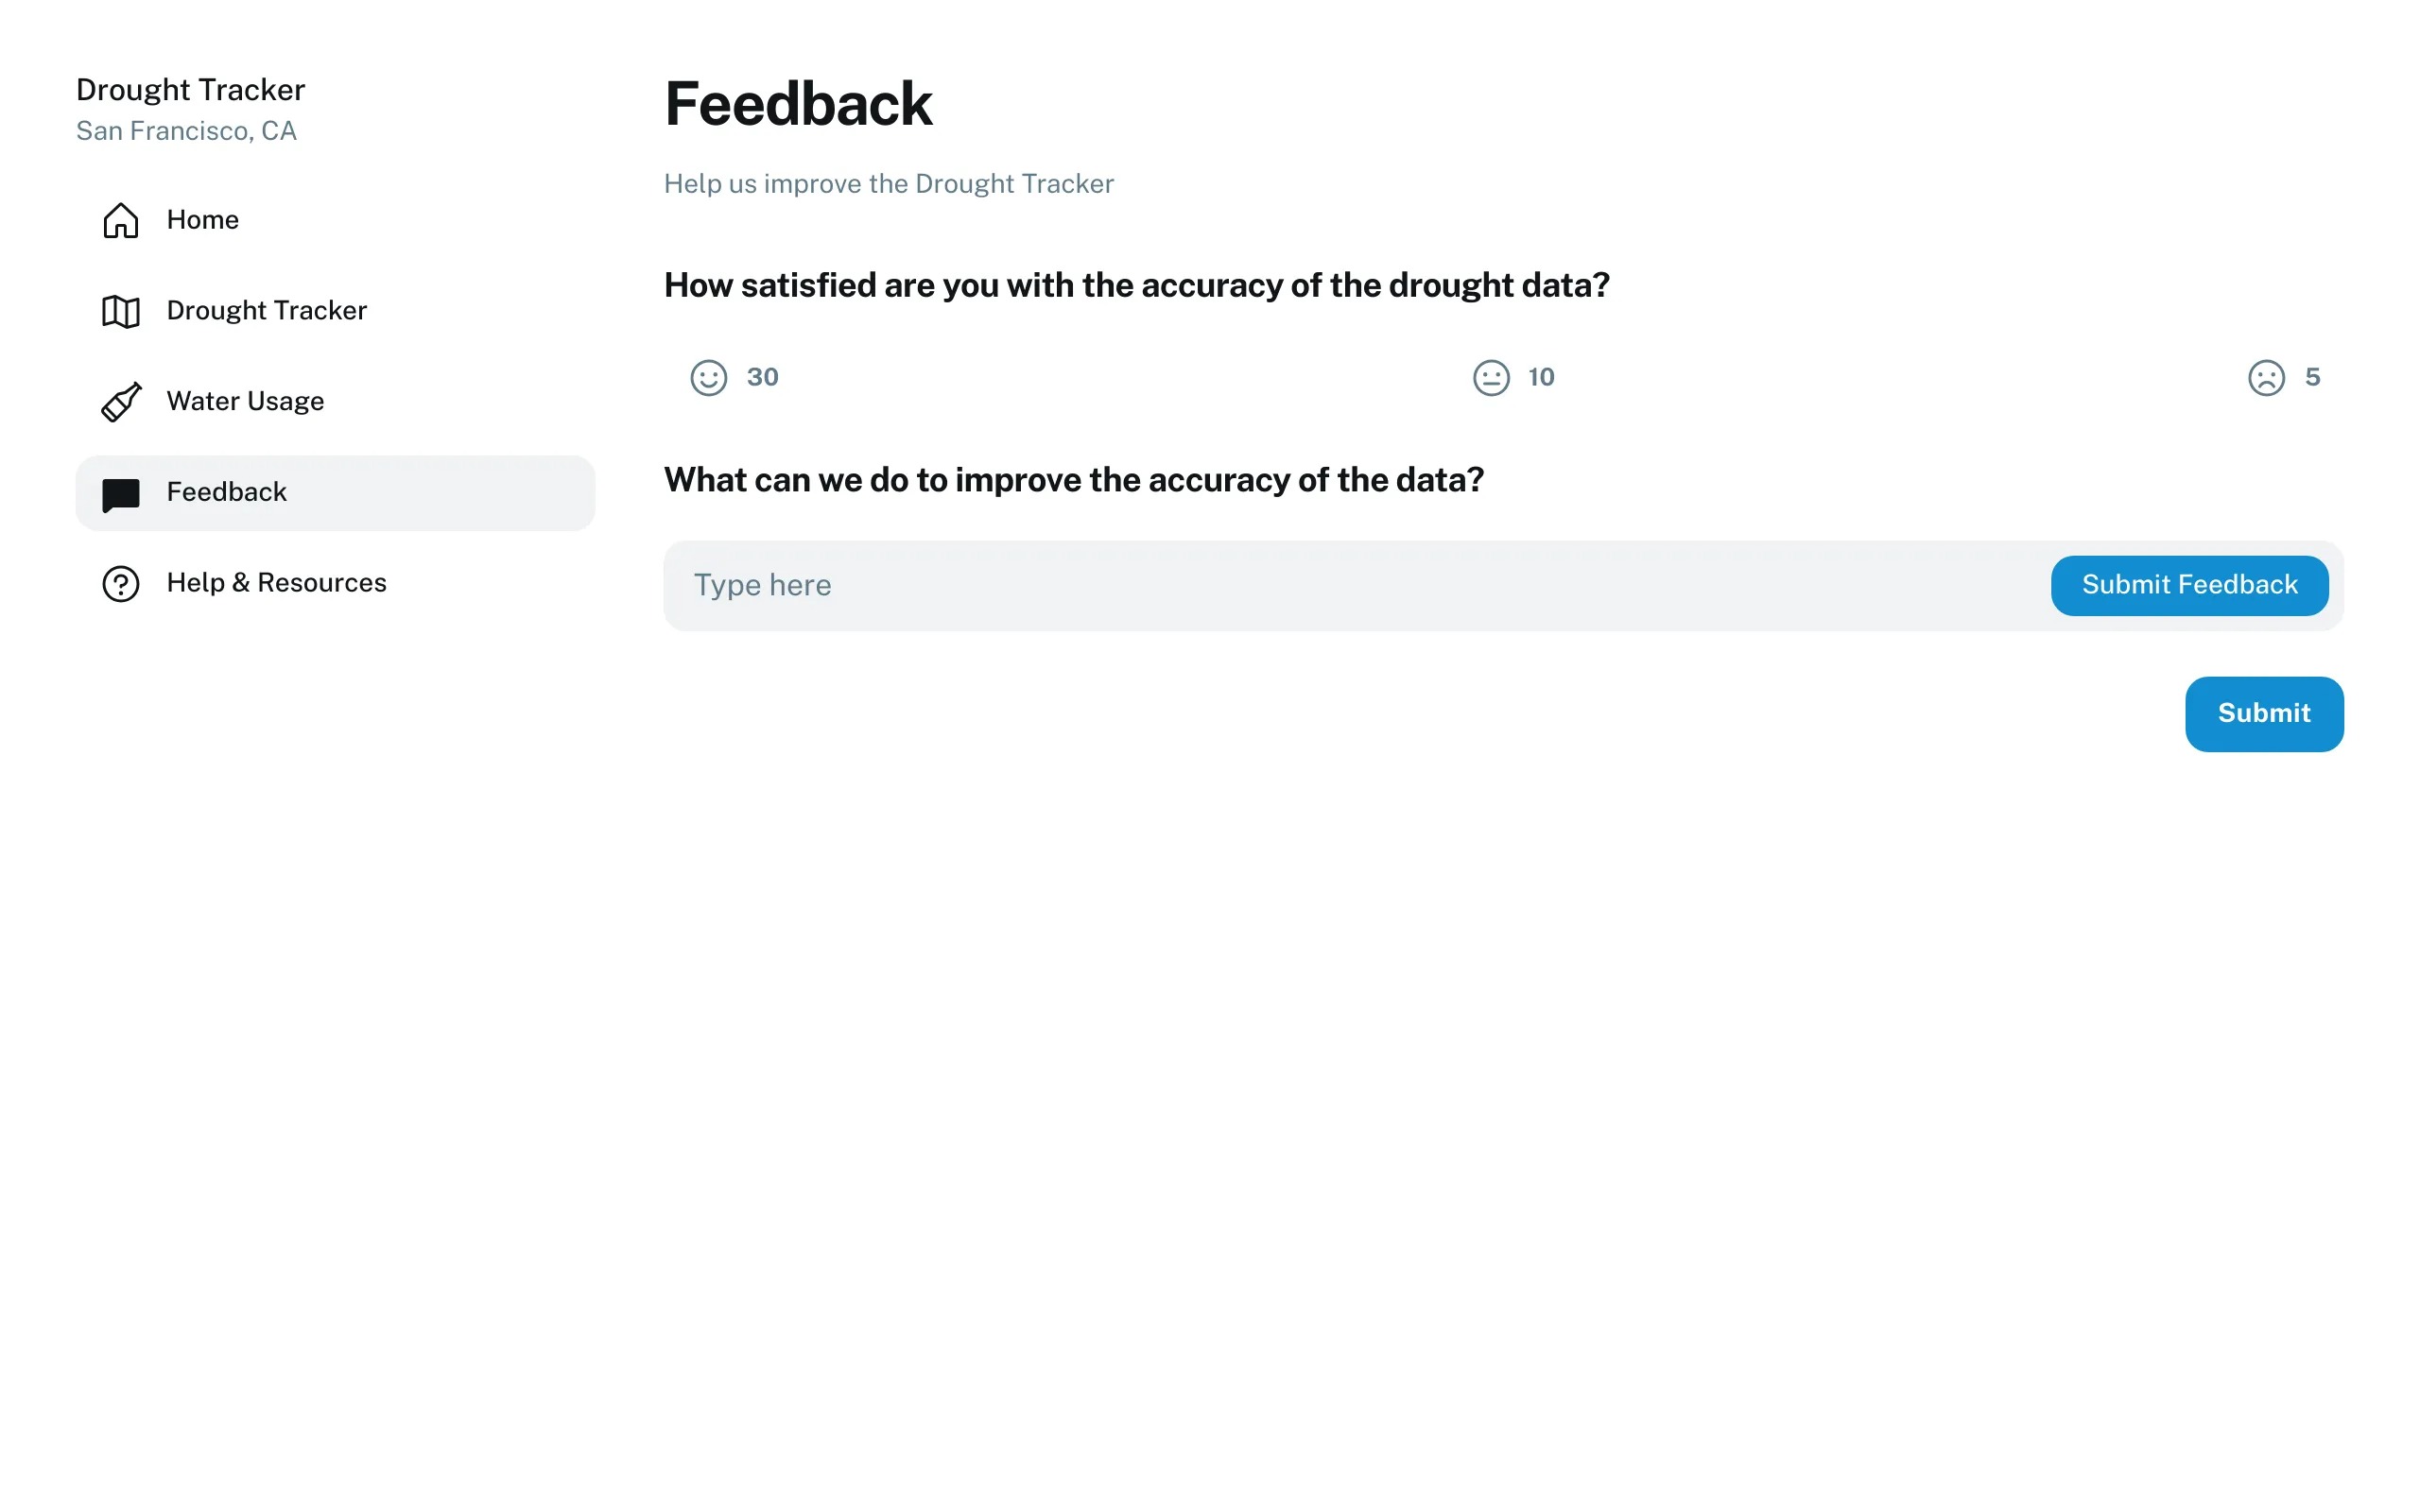 Drought Tracker
San Francisco, CA
Home
Drought Tracker
Water Usage
Feedback
Help & Resources
Feedback
Help us improve the Drought Tracker
How satisfied are you with the accuracy of the drought data?
30 10 5
What can we do to improve the accuracy of the data?
Type here Submit Feedback
Submit